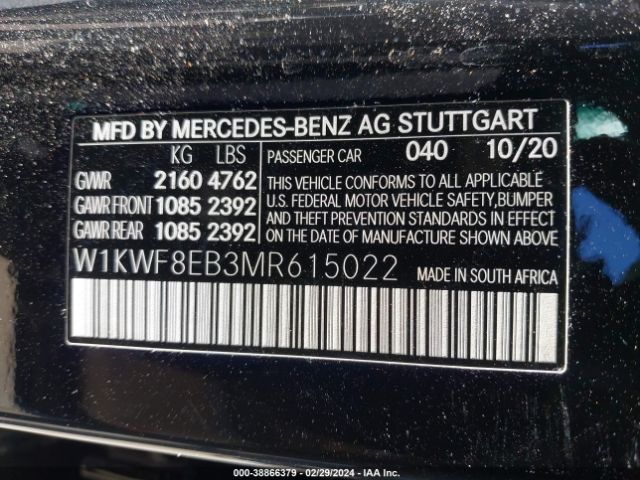 MFD BY MERCEDES-BENZ AG STUTTGART
KG LBS PASSENGER CAR 040 10/20
GVWR 2160 4762
GAWR FRONT 1085 2392
GAWR REAR 1085 2392
THIS VEHICLE CONFORMS TO ALL APPLICABLE
U.S. FEDERAL MOTOR VEHICLE SAFETY,BUMPER
AND THEFT PREVENTION STANDARDS IN EFFECT
ON THE DATE OF MANUFACTURE SHOWN ABOVE
W1KWF8EB3MR615022 MADE IN SOUTH AFRICA
000-38866379 - 02/29/2024 - IAA Inc.